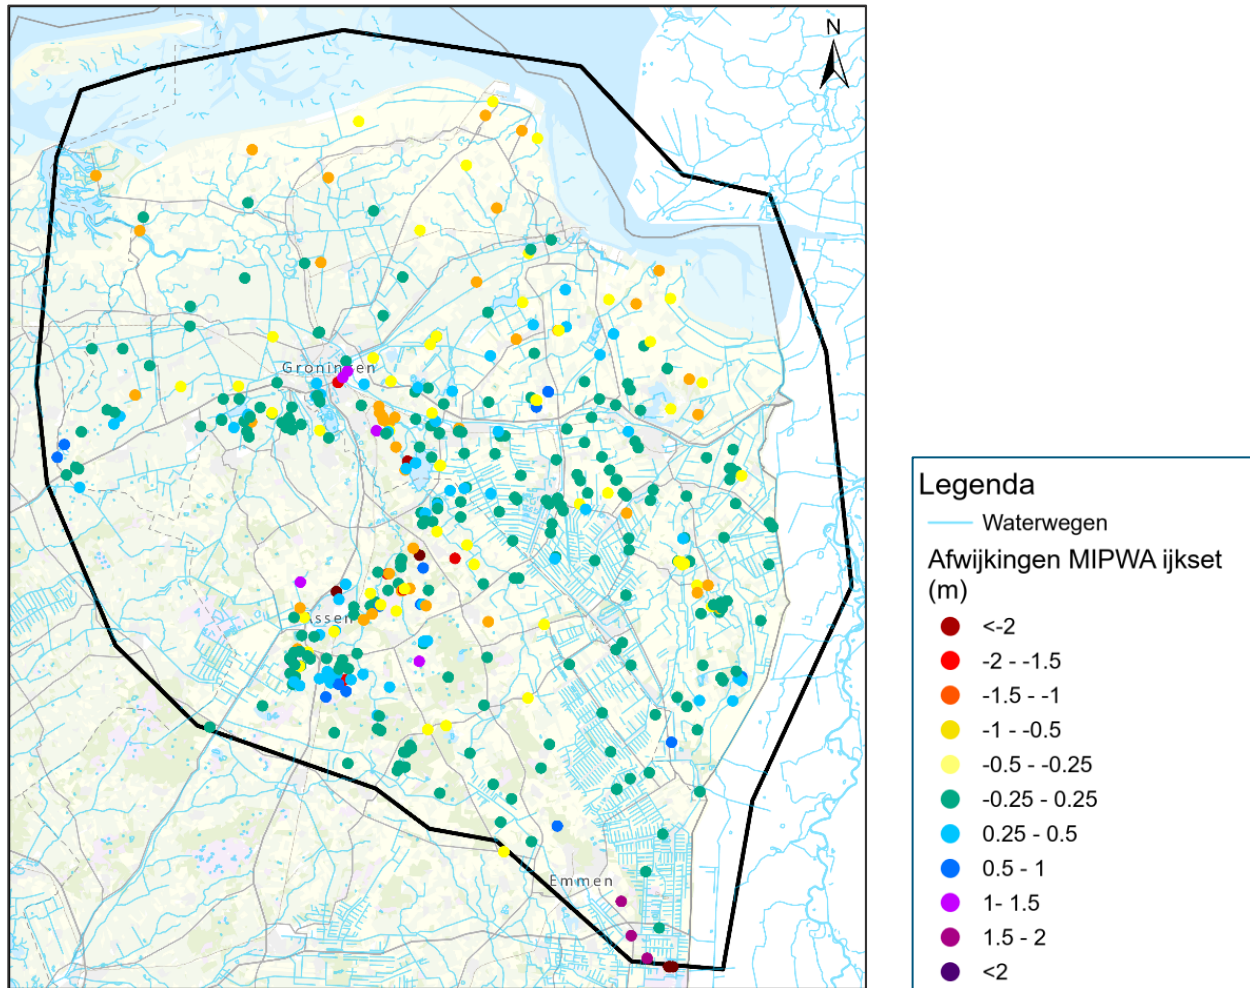 N
Groningen
Assen
Emmen
Legenda
Waterwegen
Afwijkingen MIPWA ijkset
(m)
<-2
-2 - -1.5
-1.5 - -1
-1 - -0.5
-0.5 - -0.25
-0.25 - 0.25
0.25 - 0.5
0.5 - 1
1- 1.5
1.5 - 2
<2